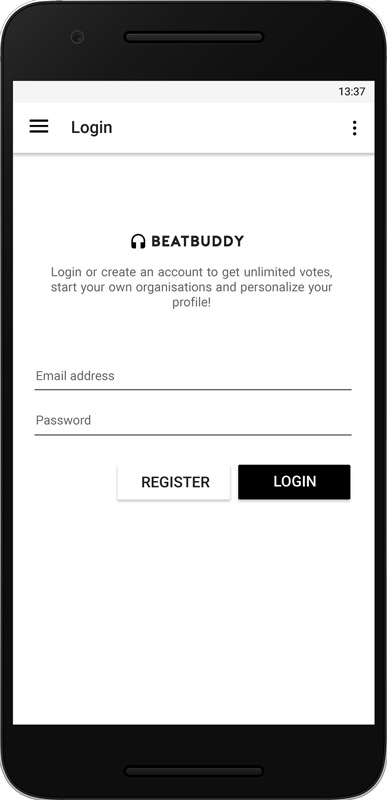 13:37
Login
BEATBUDDY
Login or create an account to get unlimited votes,
start your own organisations and personalize your
profile!
Email address
Password
REGISTER
LOGIN